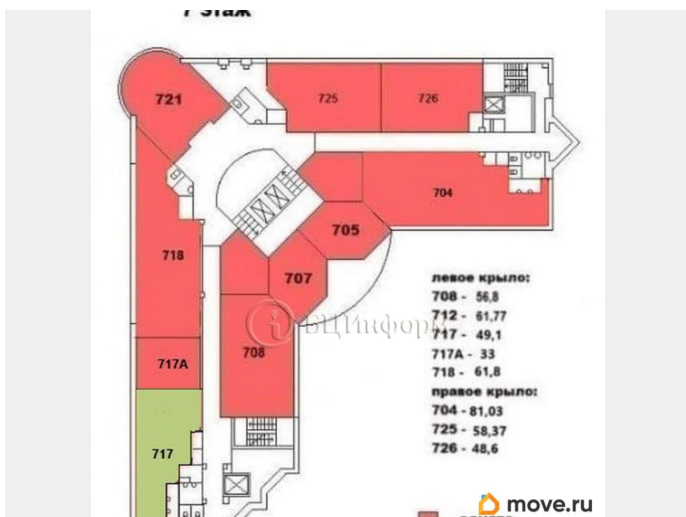 7 этаж
721
725
726
704
705
718
707
708
717А
717
БЦИнформ
левое крыло:
708 - 56,8
712 - 61,77
717 - 49,1
717А - 33
718 - 61,8
правое крыло:
704 - 81,03
725 - 58,37
726 - 48,6
move.ru